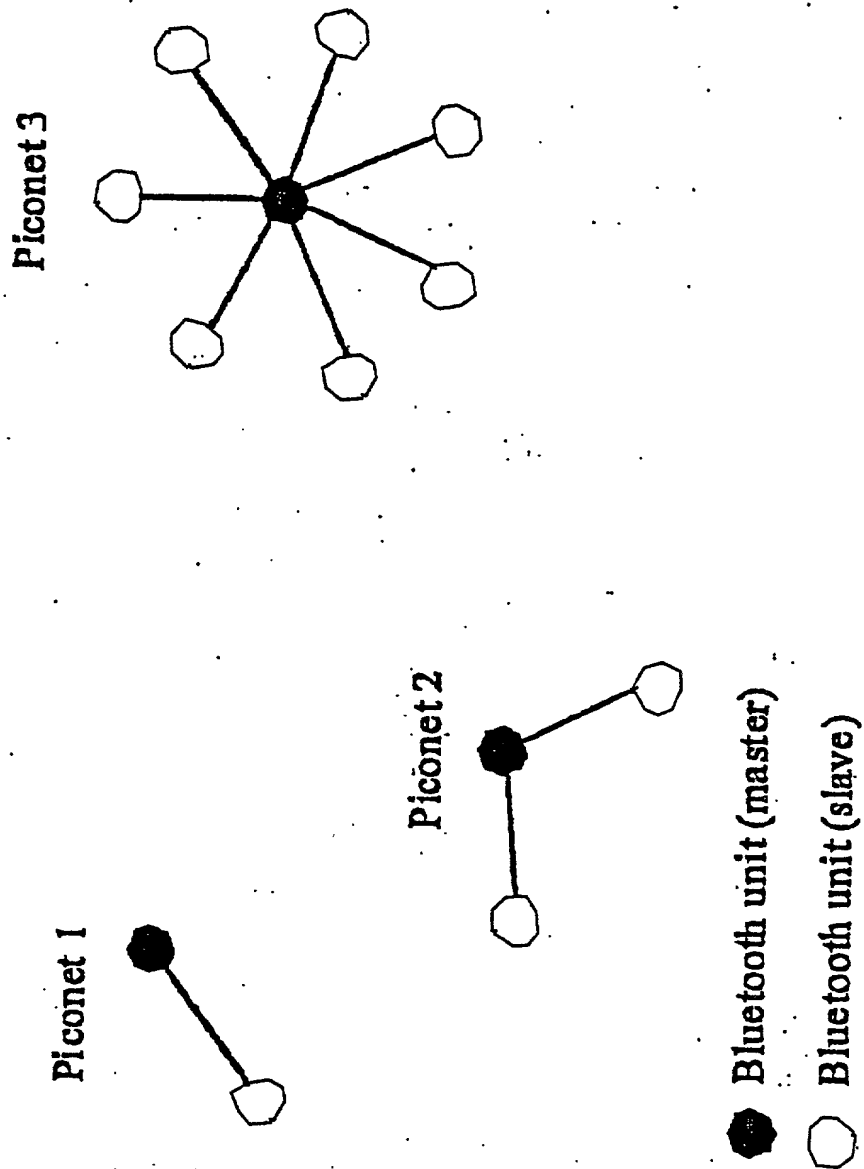 Piconet 1
Piconet 2
Piconet 3
Bluetooth unit (master)
Bluetooth unit (slave)